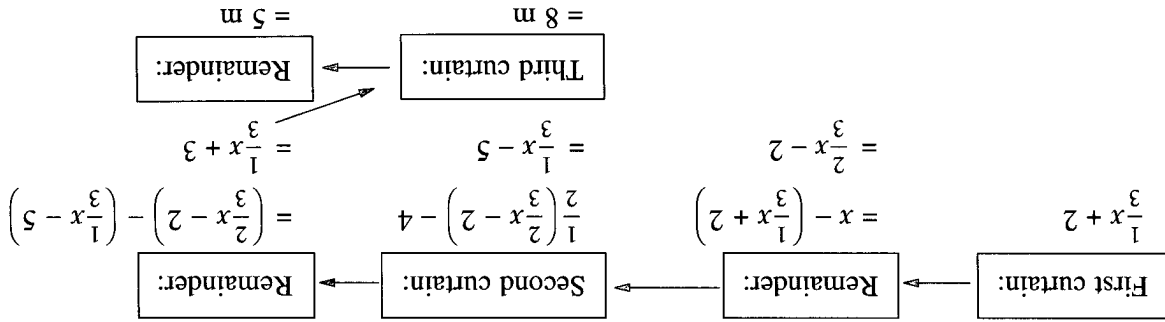 First curtain: Remainder: Second curtain: Remainder:
1/3 x + 2 = x − (1/3 x + 2) 1/2 (2/3 x − 2) − 4 = (2/3 x − 2) − (1/3 x − 5)
= 2/3 x − 2 = 1/3 x − 5 = 1/3 x + 3
Third curtain: Remainder:
= 8 m = 5 m